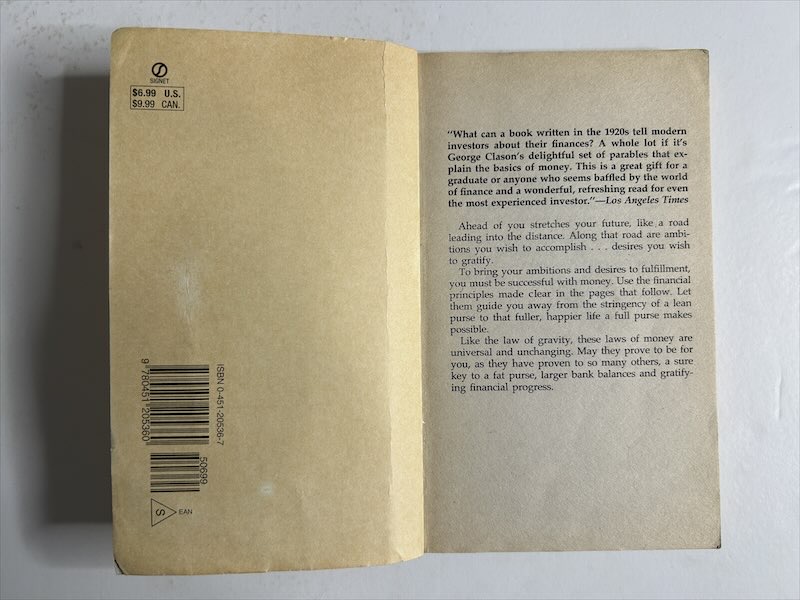 SIGNET
$6.99 U.S.
$9.99 CAN.
ISBN 0-451-20536-7
9 780451 205360
50699
S
EAN
"What can a book written in the 1920s tell modern
investors about their finances? A whole lot if it's
George Clason's delightful set of parables that ex-
plain the basics of money. This is a great gift for a
graduate or anyone who seems baffled by the world
of finance and a wonderful, refreshing read for even
the most experienced investor."—Los Angeles Times
Ahead of you stretches your future, like a road
leading into the distance. Along that road are ambi-
tions you wish to accomplish . . . desires you wish
to gratify.
To bring your ambitions and desires to fulfillment,
you must be successful with money. Use the financial
principles made clear in the pages that follow. Let
them guide you away from the stringency of a lean
purse to that fuller, happier life a full purse makes
possible.
Like the law of gravity, these laws of money are
universal and unchanging. May they prove to be for
you, as they have proven to so many others, a sure
key to a fat purse, larger bank balances and gratify-
ing financial progress.